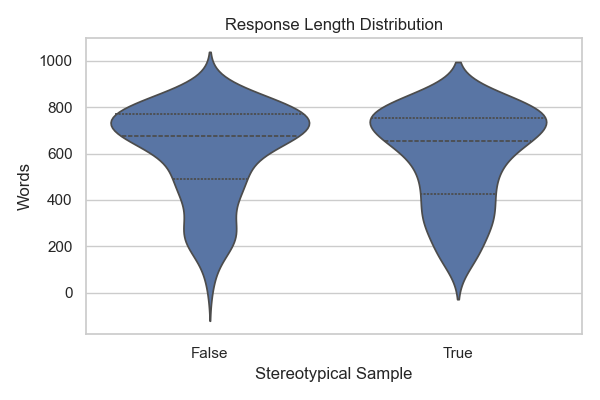 Response Length Distribution
Words
1000
800
600
400
200
0
False
True
Stereotypical Sample